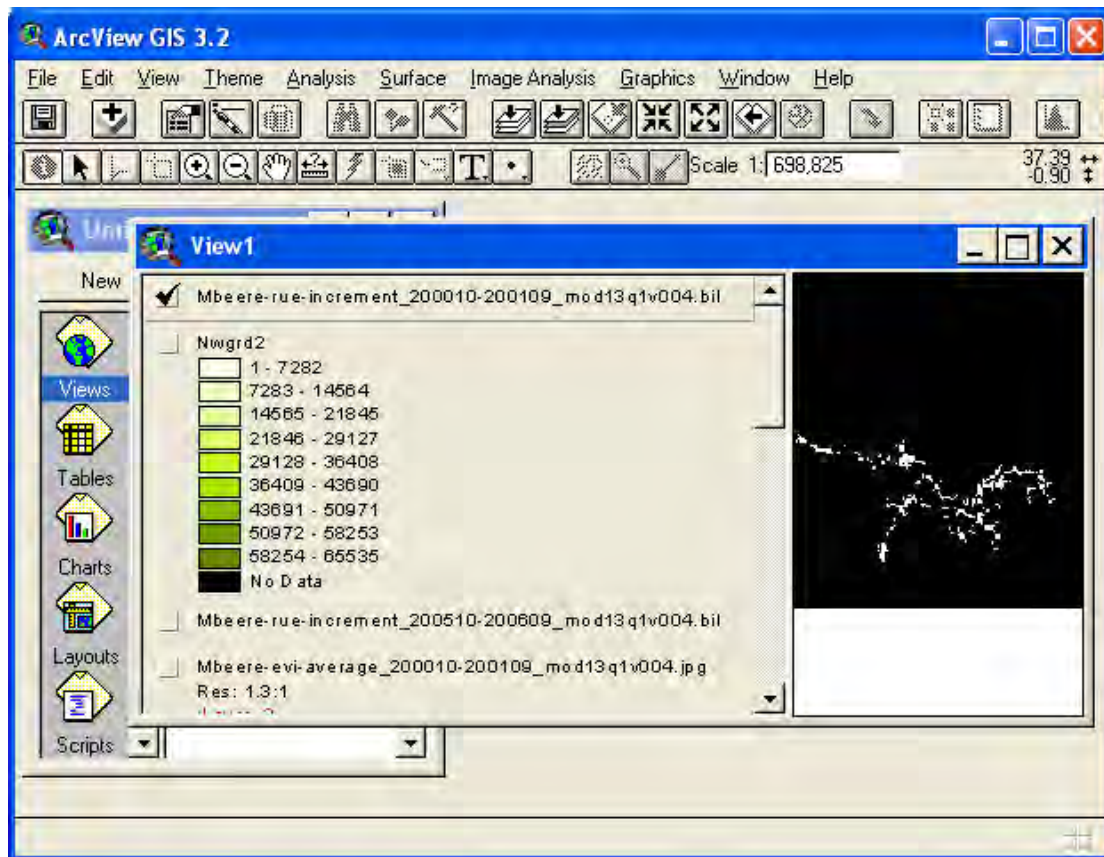 ArcView GIS 3.2
File Edit View Theme Analysis Surface Image Analysis Graphics Window Help
T
Scale 1: 698,825
37.39
-0.90
View1
New
Views
Tables
Charts
Layouts
Scripts
Mbeere-rue-increment_200010-200109_mod13q1v004.bil
Nwgrd2
1 - 7282
7283 - 14564
14565 - 21845
21846 - 29127
29128 - 36408
36409 - 43690
43691 - 50971
50972 - 58253
58254 - 65535
No Data
Mbeere-rue-increment_200510-200609_mod13q1v004.bil
Mbeere-evi-average_200010-200109_mod13q1v004.jpg
Res: 1.3:1